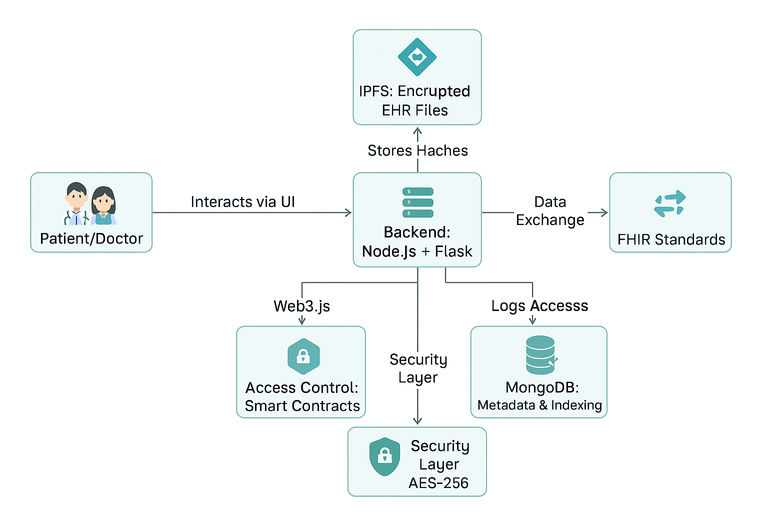 IPFS: Encrypted
EHR Files
Stores Haches
Patient/Doctor
Interacts via UI
Backend:
Node.Js + Flask
Data
Exchange
FHIR Standards
Web3.js
Logs Accesss
Access Control:
Smart Contracts
Security
Layer
MongoDB:
Metadata & Indexing
Security
Layer
AES-256